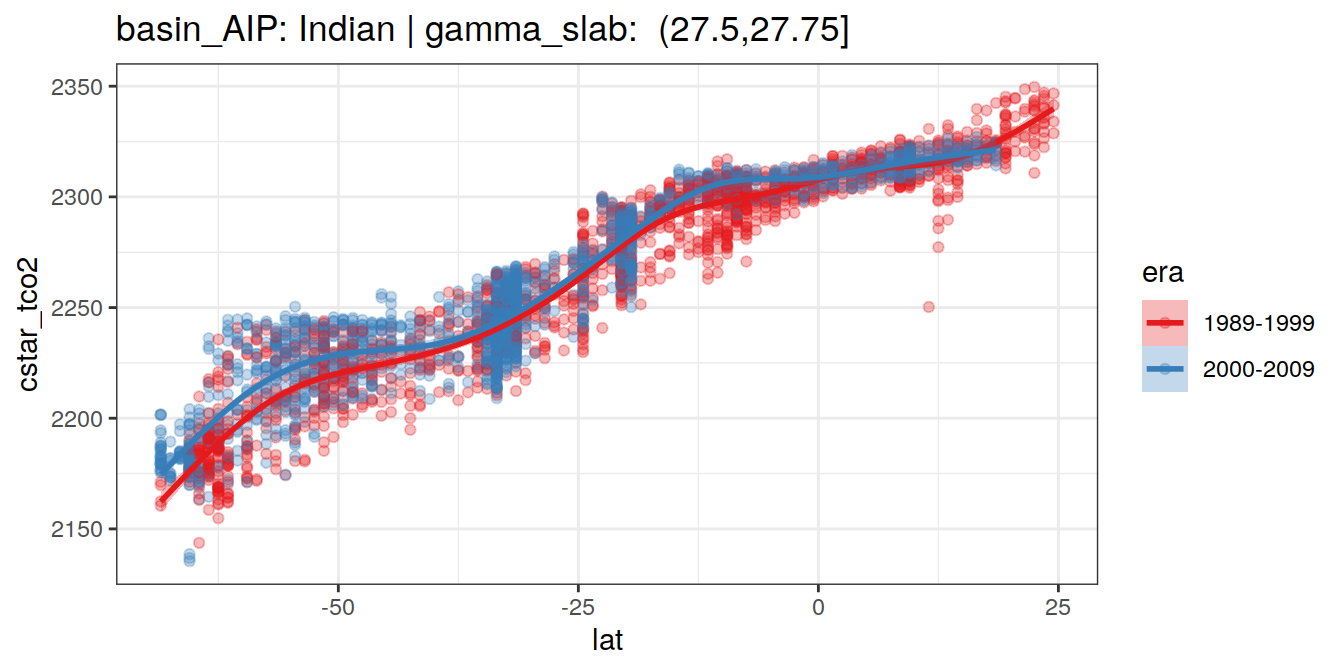 basin_AIP: Indian | gamma_slab:  (27.5,27.75]
cstar_tco2
2350
2300
2250
2200
2150
-50
-25
0
25
lat
era
1989-1999
2000-2009